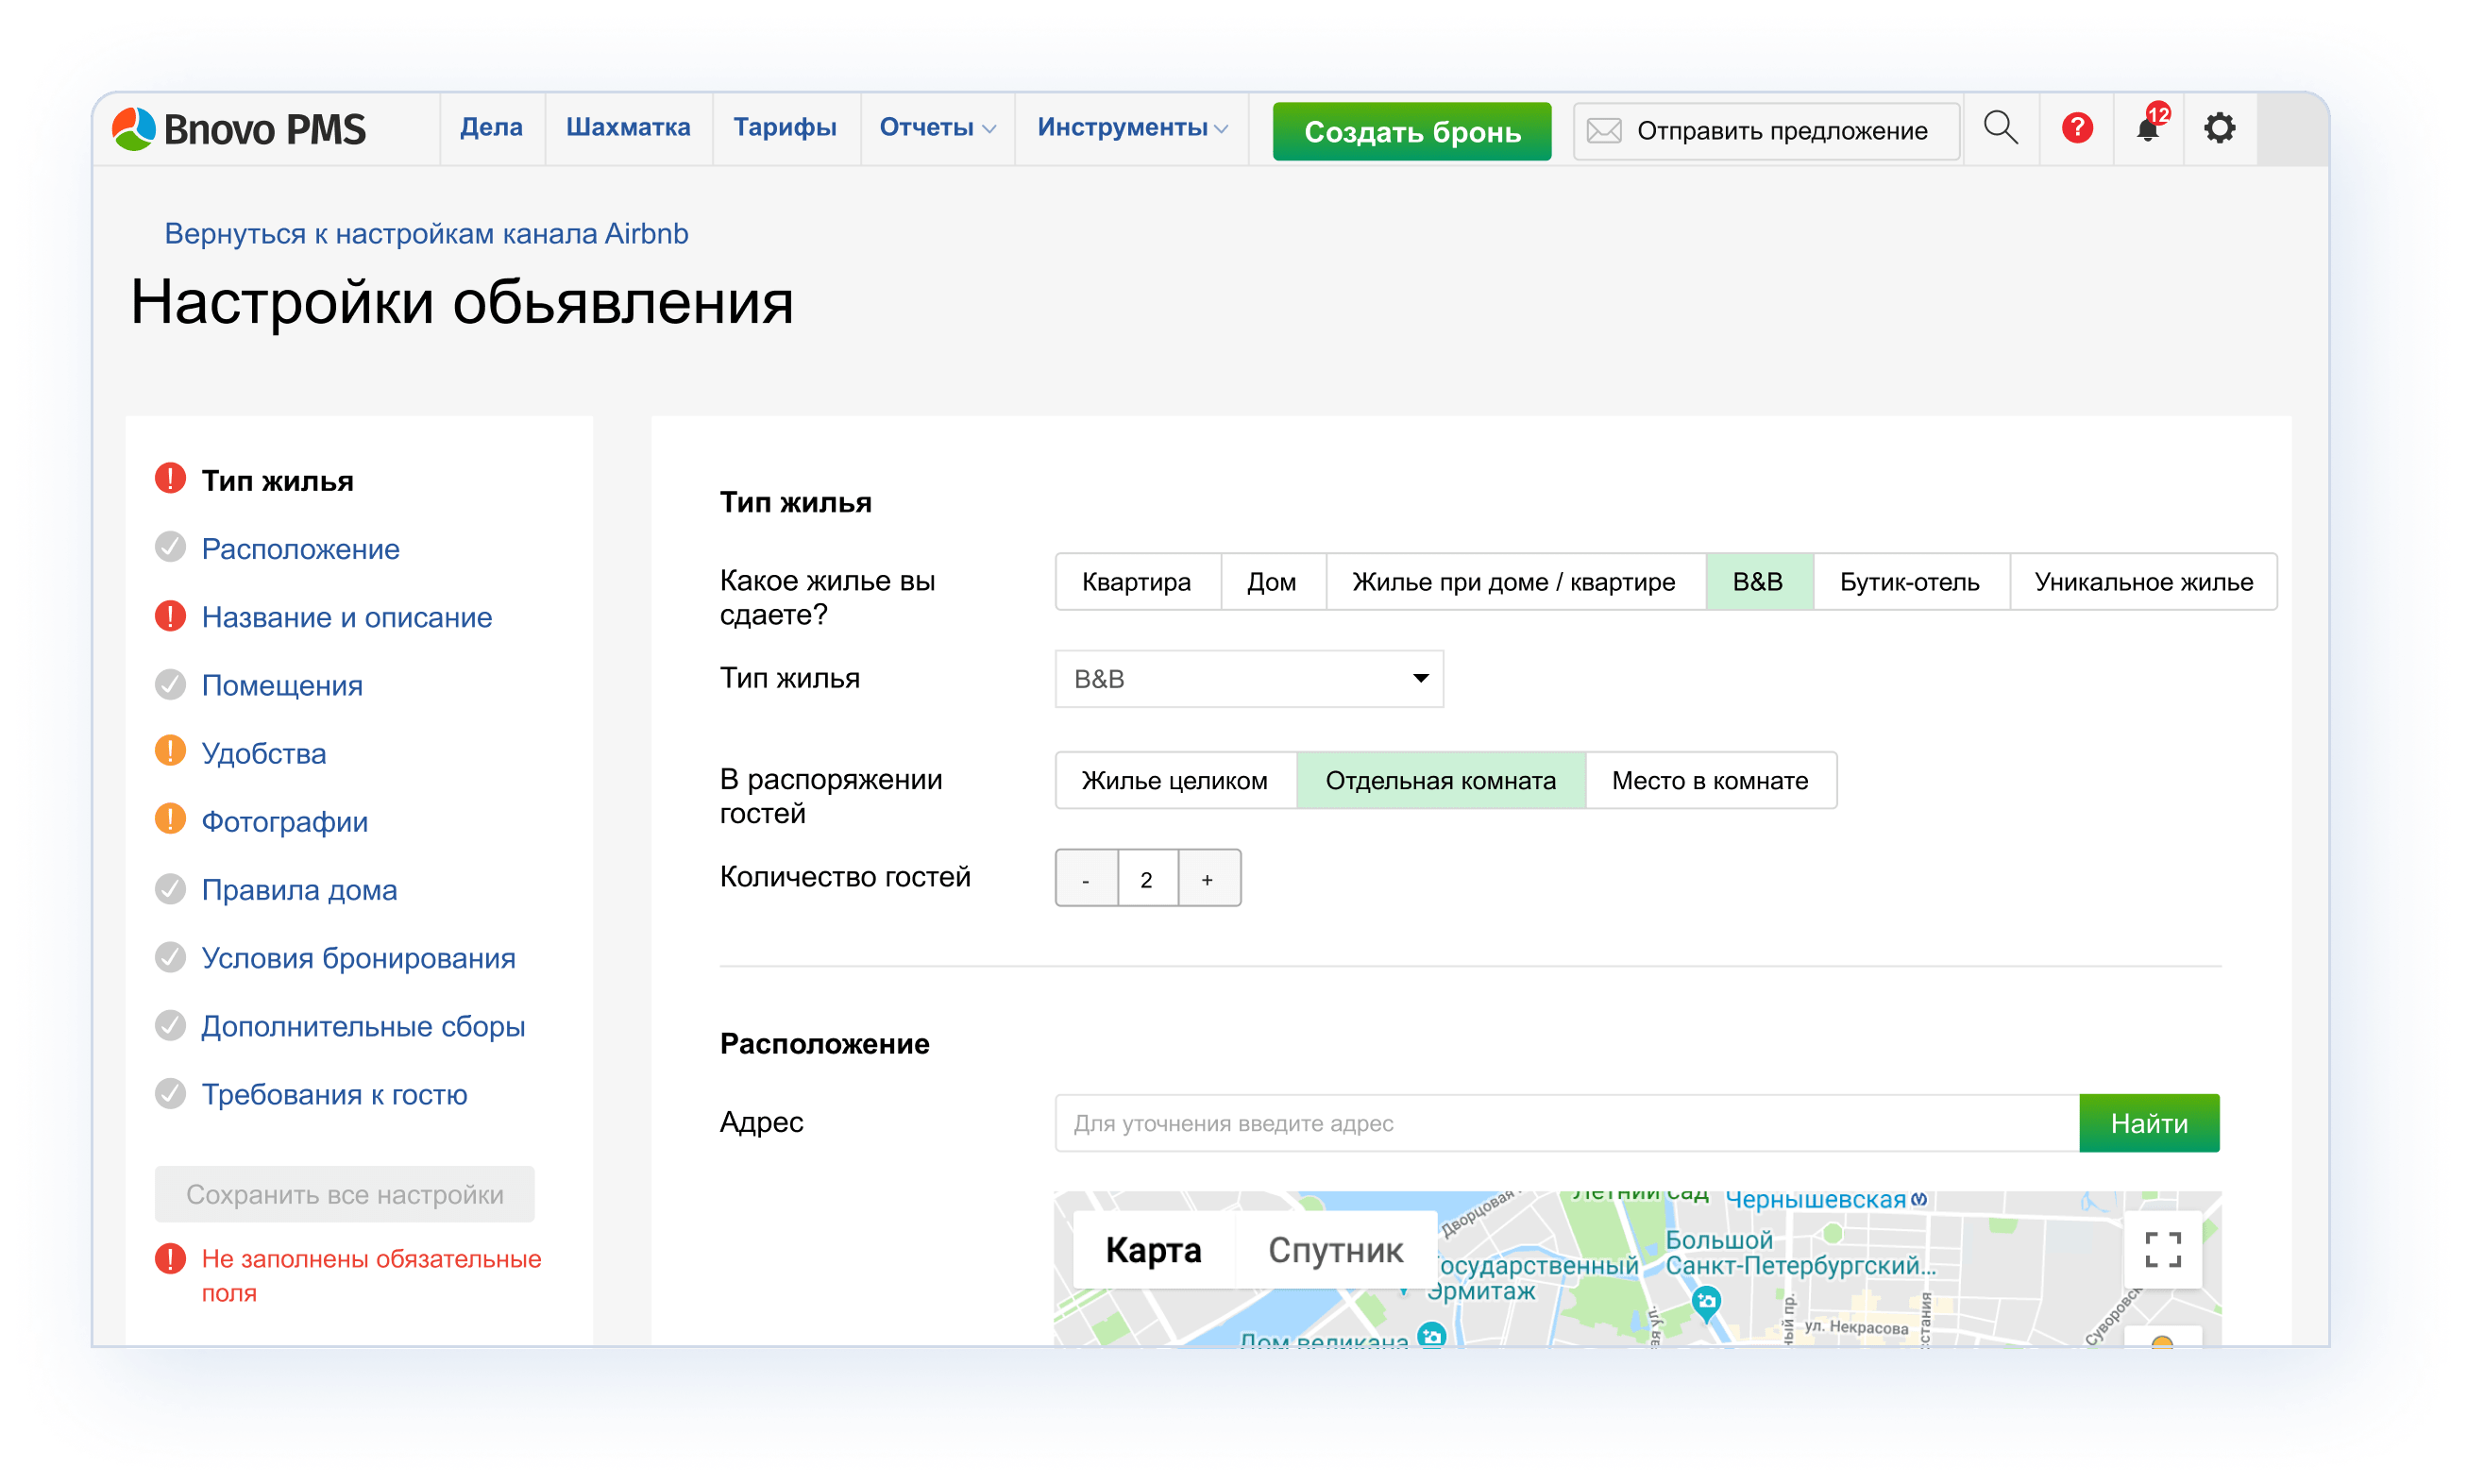 Bnovo PMS
Дела
Шахматка
Тарифы
Отчеты
Инструменты
Создать бронь
Отправить предложение
?
12
Вернуться к настройкам канала Airbnb
Настройки обьявления
Тип жилья
Расположение
Название и описание
Помещения
Удобства
Фотографии
Правила дома
Условия бронирования
Дополнительные сборы
Требования к гостю
Сохранить все настройки
Не заполнены обязательные
поля
Тип жилья
Какое жилье вы
сдаете?
Квартира
Дом
Жилье при доме / квартире
B&B
Бутик-отель
Уникальное жилье
Тип жилья
B&B
В распоряжении
гостей
Жилье целиком
Отдельная комната
Место в комнате
Количество гостей
- 2 +
Расположение
Адрес
Для уточнения введите адрес
Найти
Карта
Спутник
Дворцовая
Летний сад
Чернышевская
Большой
Санкт-Петербургский...
осударственный
Эрмитаж
Дом великана
ул. Некрасова